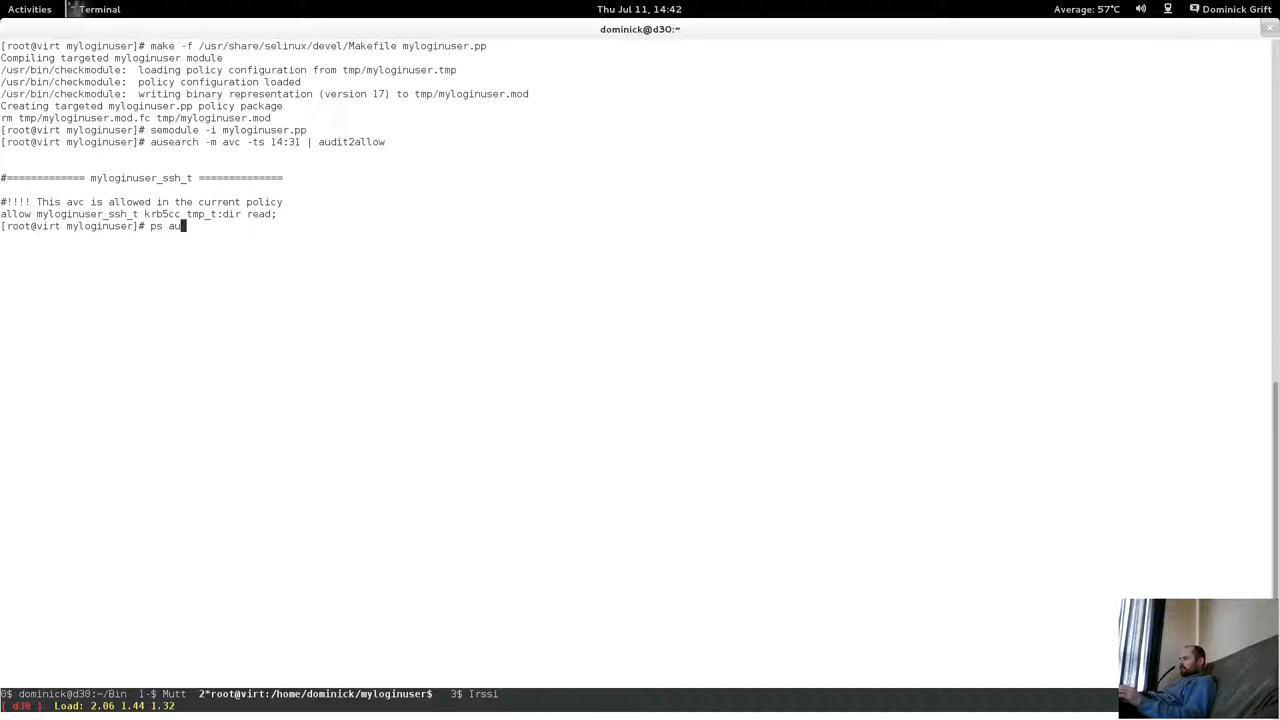 Activities Terminal Thu Jul 11, 14:42 Average: 57°C Dominick Grift
dominick@d30:~
[root@virt myloginuser]# make -f /usr/share/selinux/devel/Makefile myloginuser.pp
Compiling targeted myloginuser module
/usr/bin/checkmodule:  loading policy configuration from tmp/myloginuser.tmp
/usr/bin/checkmodule:  policy configuration loaded
/usr/bin/checkmodule:  writing binary representation (version 17) to tmp/myloginuser.mod
Creating targeted myloginuser.pp policy package
rm tmp/myloginuser.mod.fc tmp/myloginuser.mod
[root@virt myloginuser]# semodule -i myloginuser.pp
[root@virt myloginuser]# ausearch -m avc -ts 14:31 | audit2allow
#============= myloginuser_ssh_t ==============
#!!!! This avc is allowed in the current policy
allow myloginuser_ssh_t krb5cc_tmp_t:dir read;
[root@virt myloginuser]# ps au
0$ dominick@d30:~/Bin  1-$ Mutt  2*root@virt:/home/dominick/myloginuser$   3$ Irssi
[ d30 ]  Load: 2.06 1.44 1.32